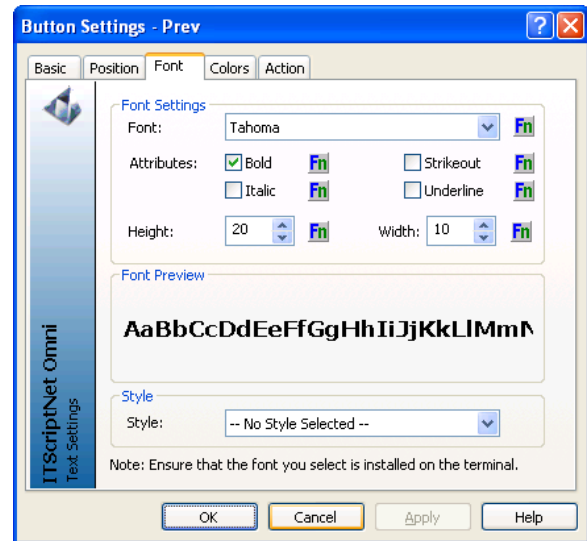 Button Settings - Prev
Basic Position Font Colors Action
Font Settings
Font: Tahoma Fn
Attributes: Bold Fn Strikeout Fn
Italic Fn Underline Fn
Height: 20 Fn Width: 10 Fn
Font Preview
AaBbCcDdEeFfGgHhIiJjKkLlMmN
Style
Style: -- No Style Selected --
Note: Ensure that the font you select is installed on the terminal.
ITScriptNet Omni
Text Settings
OK Cancel Apply Help